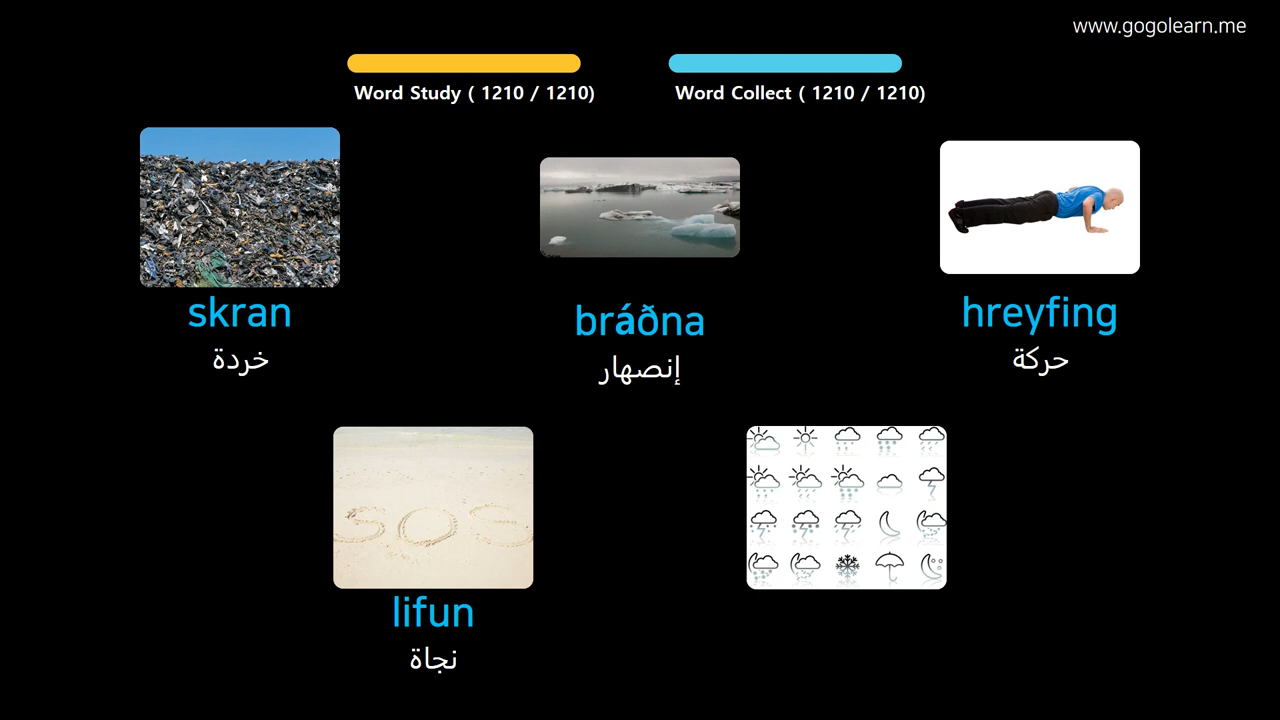 www.gogolearn.me
Word Study ( 1210 / 1210)
Word Collect ( 1210 / 1210)
skran
خردة
bráðna
إنصهار
hreyfing
حركة
SOS
lifun
نجاة